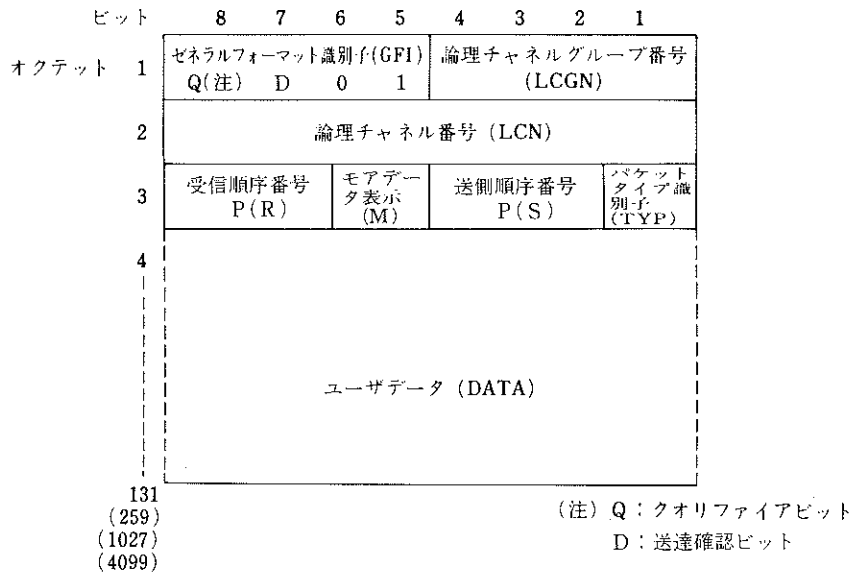 ビット 8 7 6 5 4 3 2 1
オクテット 1
ゼネラルフォーマット識別子(GFI)
Q(注) D 0 1
論理チャネルグループ番号
(LCGN)
2
論理チャネル番号 (LCN)
3
受信順序番号
P(R)
モアデー
タ表示
(M)
送側順序番号
P(S)
パケット
タイプ識
別子
(TYP)
4
ユーザデータ (DATA)
131
(259)
(1027)
(4099)
(注) Q：クオリファイアビット
D：送達確認ビット